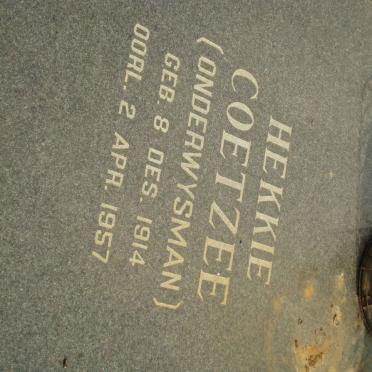 HEKKIE
COETZEE
(ONDERWYSMAN)
GEB. 8 DES. 1914
OORL. 2 APR. 1957